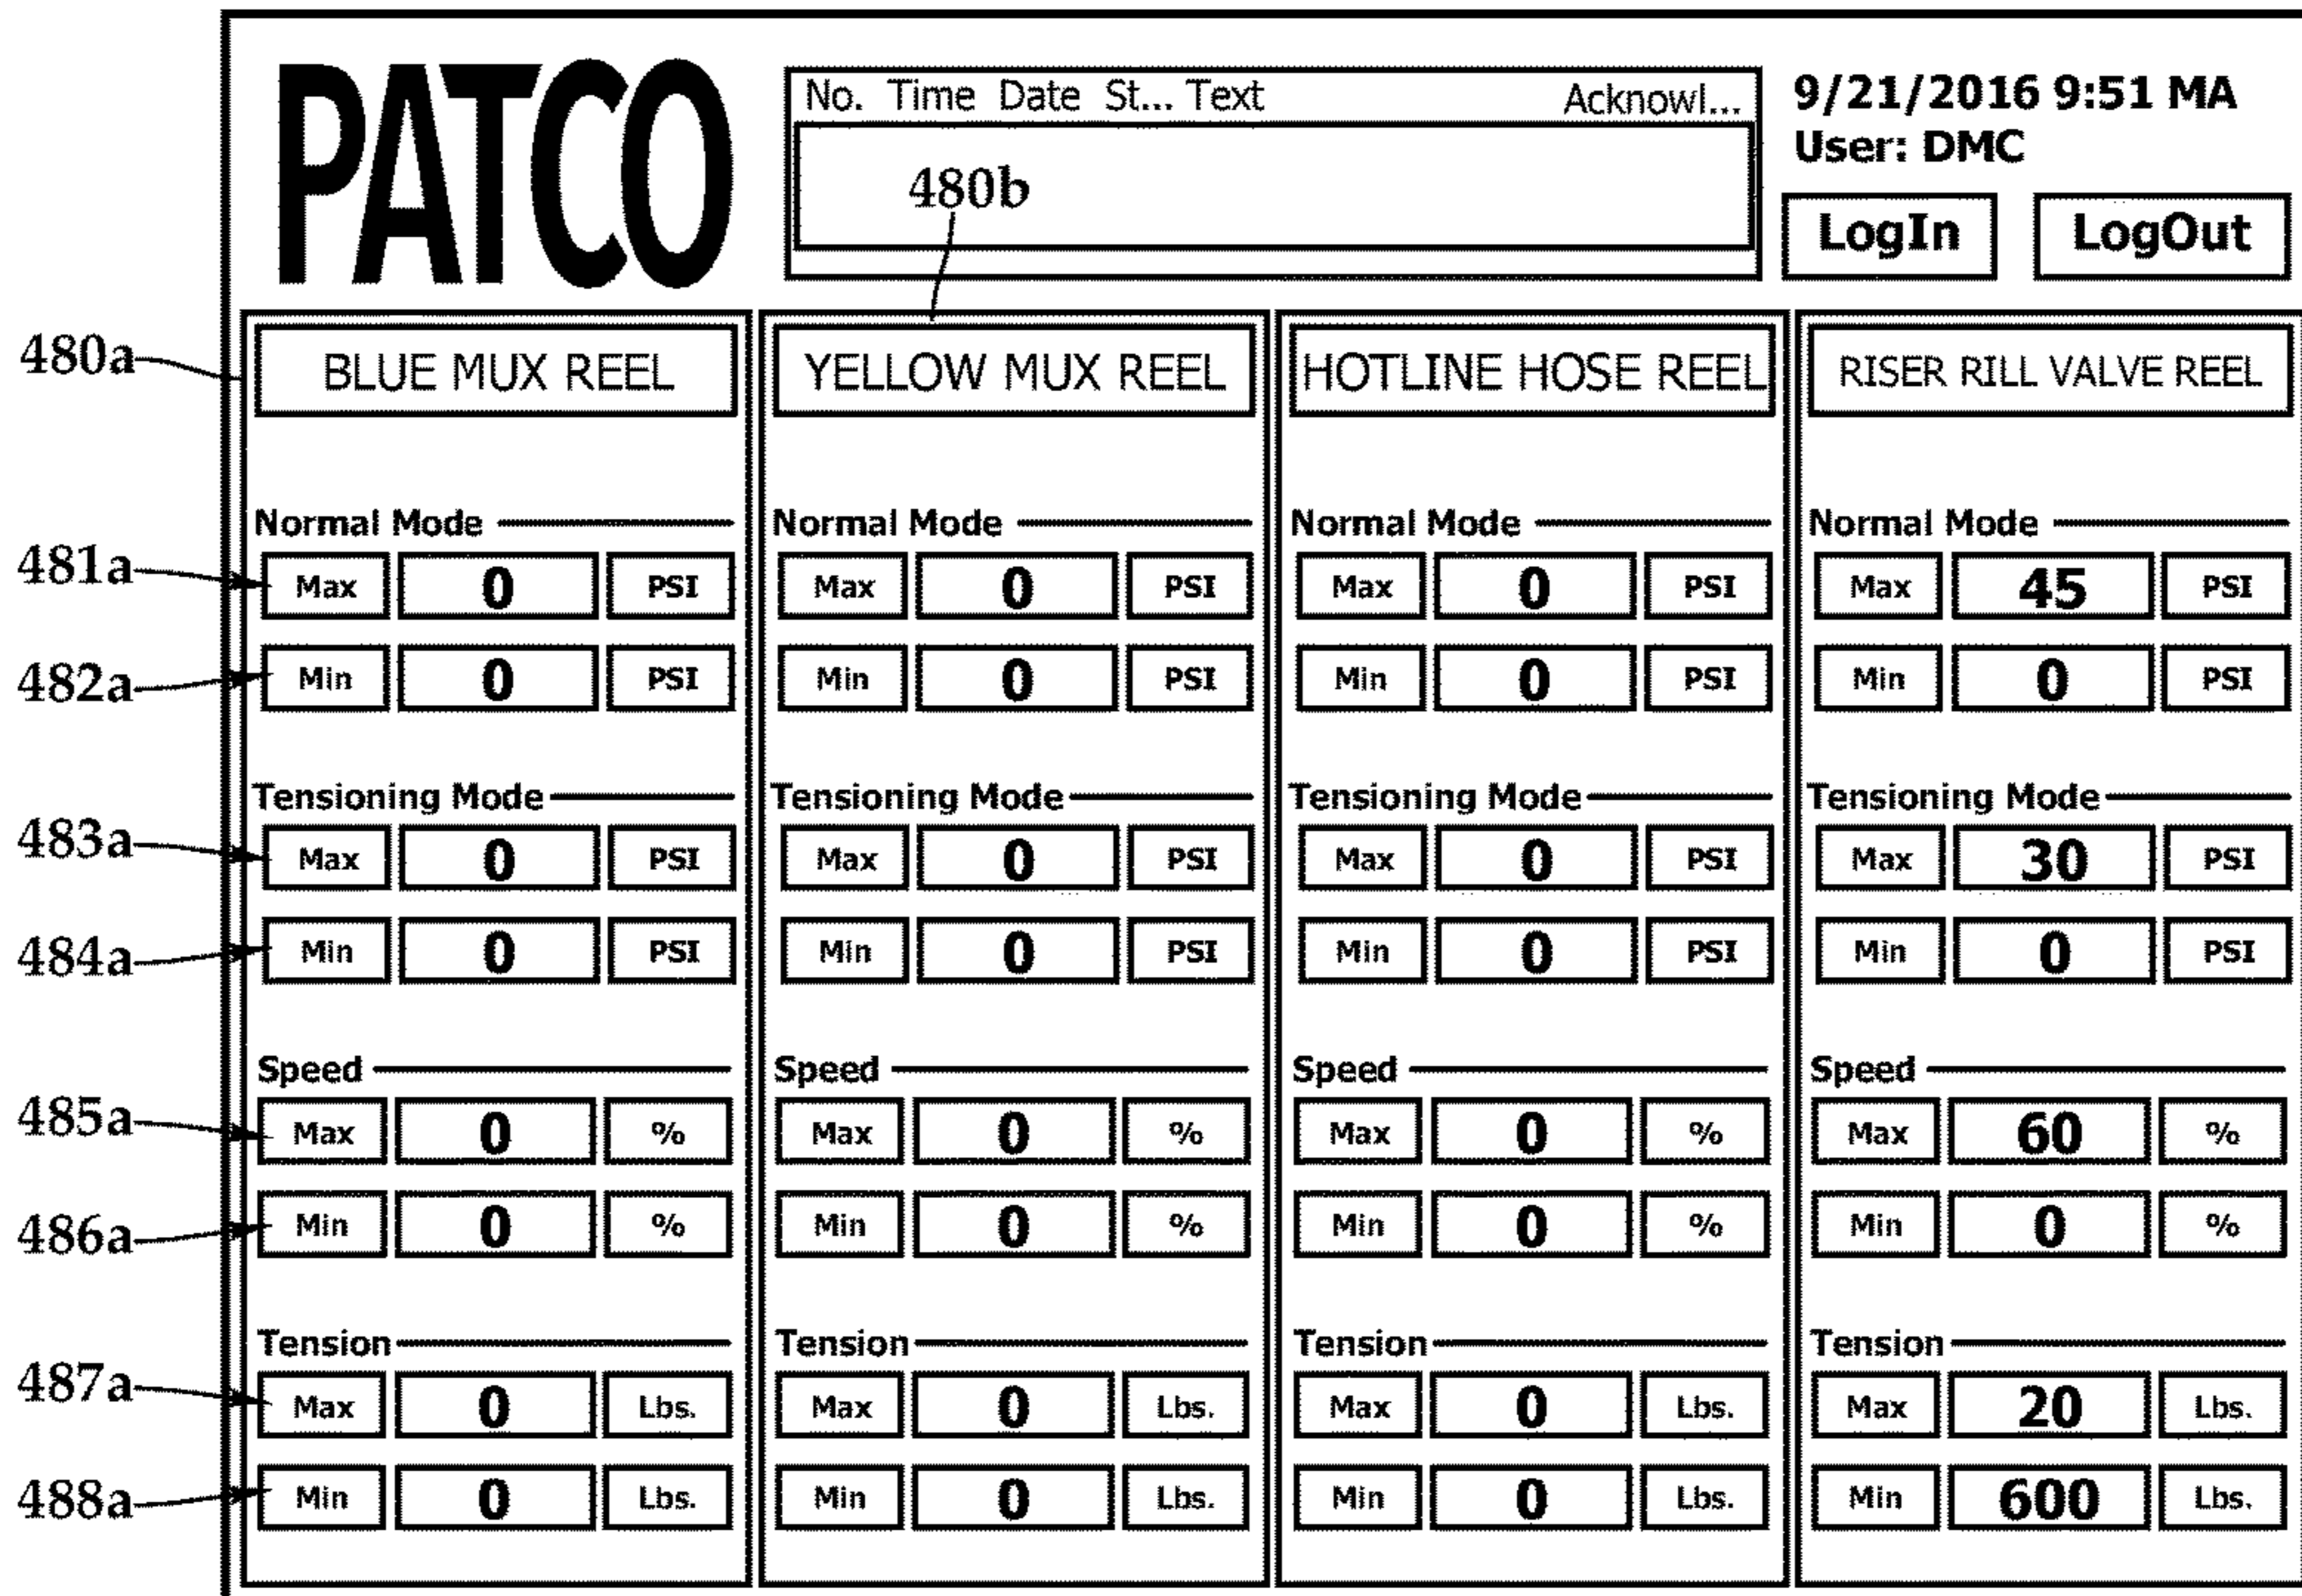 PATCO
No. Time Date St... Text Acknowl...
9/21/2016 9:51 MA
User: DMC
480b
LogIn LogOut
480a
BLUE MUX REEL YELLOW MUX REEL HOTLINE HOSE REEL RISER RILL VALVE REEL
Normal Mode Normal Mode Normal Mode Normal Mode
481a Max 0 PSI Max 0 PSI Max 0 PSI Max 45 PSI
482a Min 0 PSI Min 0 PSI Min 0 PSI Min 0 PSI
Tensioning Mode Tensioning Mode Tensioning Mode Tensioning Mode
483a Max 0 PSI Max 0 PSI Max 0 PSI Max 30 PSI
484a Min 0 PSI Min 0 PSI Min 0 PSI Min 0 PSI
Speed Speed Speed Speed
485a Max 0 % Max 0 % Max 0 % Max 60 %
486a Min 0 % Min 0 % Min 0 % Min 0 %
Tension Tension Tension Tension
487a Max 0 Lbs. Max 0 Lbs. Max 0 Lbs. Max 20 Lbs.
488a Min 0 Lbs. Min 0 Lbs. Min 0 Lbs. Min 600 Lbs.